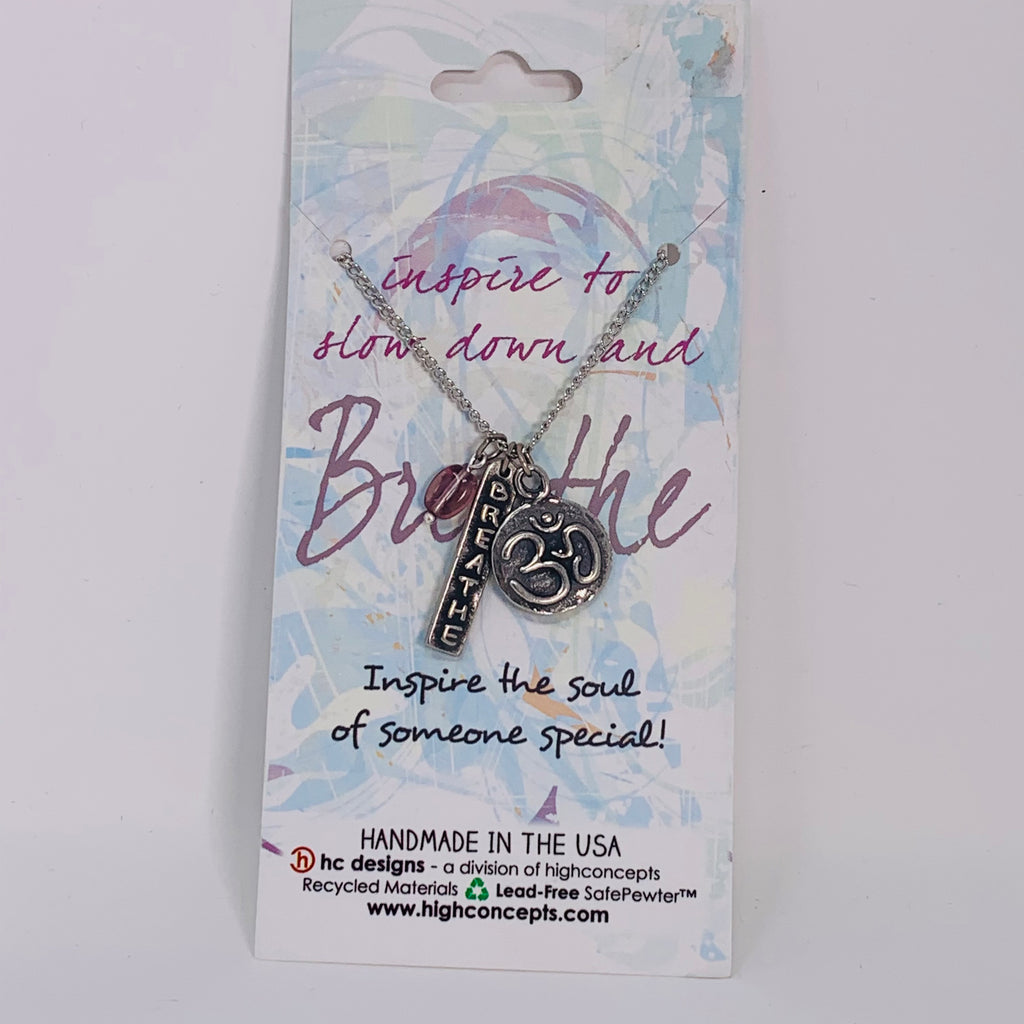 inspire to
slow down and
Breathe
BREATHE
ॐ
Inspire the soul
of someone special!
HANDMADE IN THE USA
h hc designs - a division of highconcepts
Recycled Materials Lead-Free SafePewter™
www.highconcepts.com